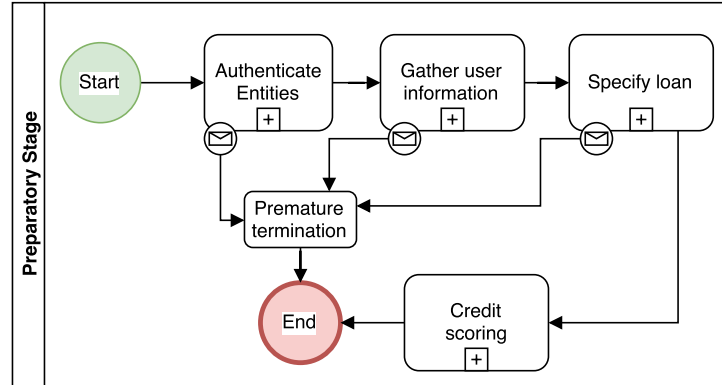 Preparatory Stage
Start
Authenticate
Entities
Gather user
information
Specify loan
Premature
termination
End
Credit
scoring